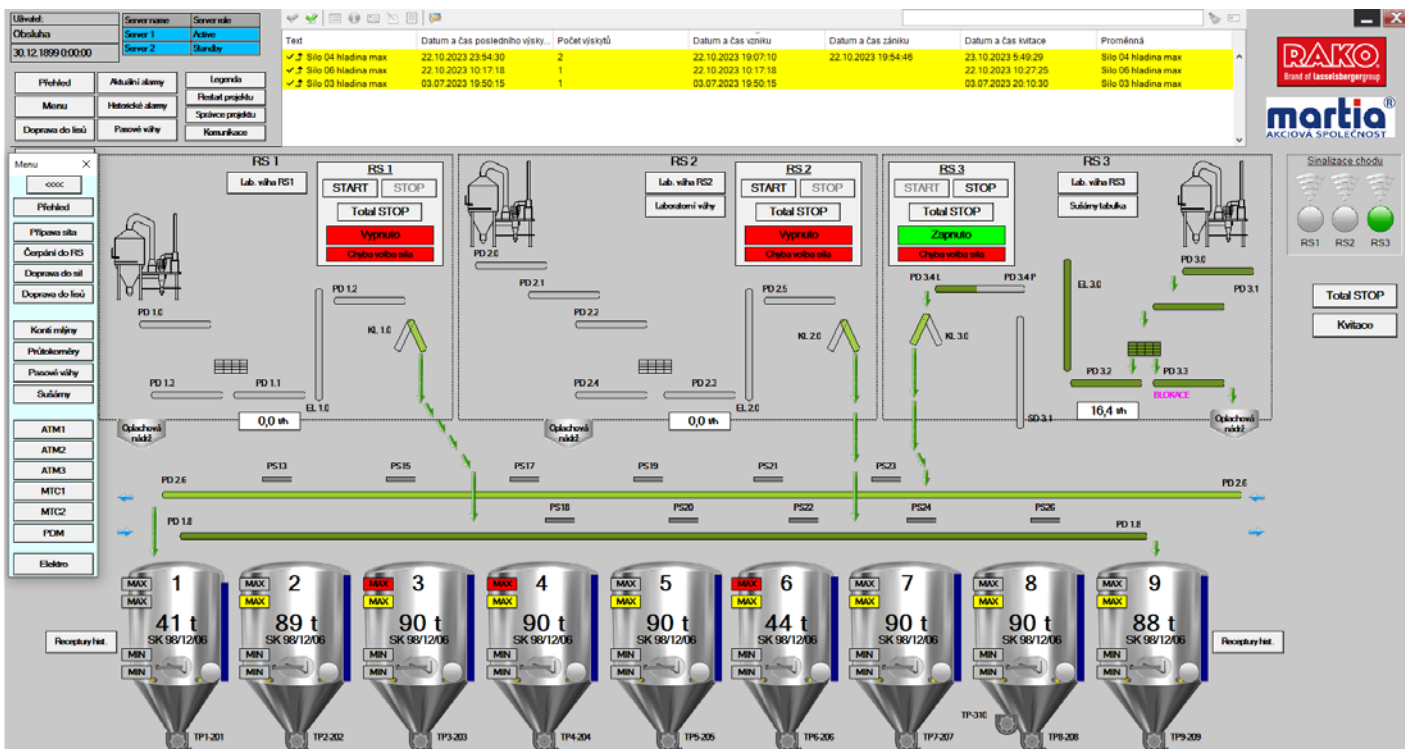 Uživatel:
Obsluha
30.12.1899 0:00:00
Server name Server role
Server 1 Active
Server 2 Standby
Přehled Aktuální alarmy Legenda
Menu Historické alarmy Restart projektu
Doprava do lisů Pasové váhy Správce projektu
Komunikace
Text Datum a čas posledního výsky... Počet výskytů Datum a čas vzniku Datum a čas zániku Datum a čas kvitace Proměnná
Silo 04 hladina max 22.10.2023 23:54:30 2 22.10.2023 19:07:10 22.10.2023 19:54:46 23.10.2023 5:49:29 Silo 04 hladina max
Silo 06 hladina max 22.10.2023 10:17:18 1 22.10.2023 10:17:18 22.10.2023 10:27:25 Silo 06 hladina max
Silo 03 hladina max 03.07.2023 19:50:15 1 03.07.2023 19:50:15 03.07.2023 20:10:30 Silo 03 hladina max
RAKO
Brand of lasselsbergergroup
martia®
AKCIOVÁ SPOLEČNOST
Menu X
<<<<
Přehled
Příprava sita
Čerpání do RS
Doprava do sil
Doprava do lisů
Konti mlýny
Průtokoměry
Pasové váhy
Sušárny
ATM1
ATM2
ATM3
MTC1
MTC2
PDM
Elektro
RS 1
Lab. váha RS1
RS 1
START STOP
Total STOP
Vypnuto
Chyba volba sila
PD 1.2
PD 1.0
KL 1.0
PD 1.3
PD 1.1
EL 1.0
0,0 t/h
Oplachová
nádrž
RS 2
Lab. váha RS2
Laboratorní váhy
RS 2
START STOP
Total STOP
Vypnuto
Chyba volba sila
PD 2.0
PD 2.1
PD 2.5
PD 2.2
KL 2.0
PD 2.4
PD 2.3
EL 2.0
0,0 t/h
Oplachová
nádrž
RS 3
START STOP
Total STOP
Zapnuto
Chyba volba sila
RS 3
Lab. váha RS3
Sušárny tabulka
PD 3.0
PD 3.4 L
PD 3.4 P
EL 3.0
PD 3.1
KL 3.0
PD 3.2
PD 3.3
BLOKACE
16,4 t/h
SD 3.1
Oplachová
nádrž
Signalizace chodu
RS1 RS2 RS3
Total STOP
Kvitace
PS13 PS15 PS17 PS19 PS21 PS23
PD 2.6 PD 2.6
PS18 PS20 PS22 PS24 PS26
PD 1.8 PD 1.8
1 2 3 4 5 6 7 8 9
MAX MAX MAX MAX MAX MAX MAX MAX MAX
MAX MAX MAX MAX MAX MAX MAX MAX MAX
41 t 89 t 90 t 90 t 90 t 44 t 90 t 90 t 88 t
SK 98/12/06 SK 98/12/06 SK 98/12/06 SK 98/12/06 SK 98/12/06 SK 98/12/06 SK 98/12/06 SK 98/12/06 SK 98/12/06
Receptury hist. Receptury hist.
MIN MIN MIN MIN MIN MIN MIN MIN MIN
MIN MIN MIN MIN MIN MIN MIN MIN MIN
TP-310
TP1-201 TP2-202 TP3-203 TP4-204 TP5-205 TP6-206 TP7-207 TP8-208 TP9-209